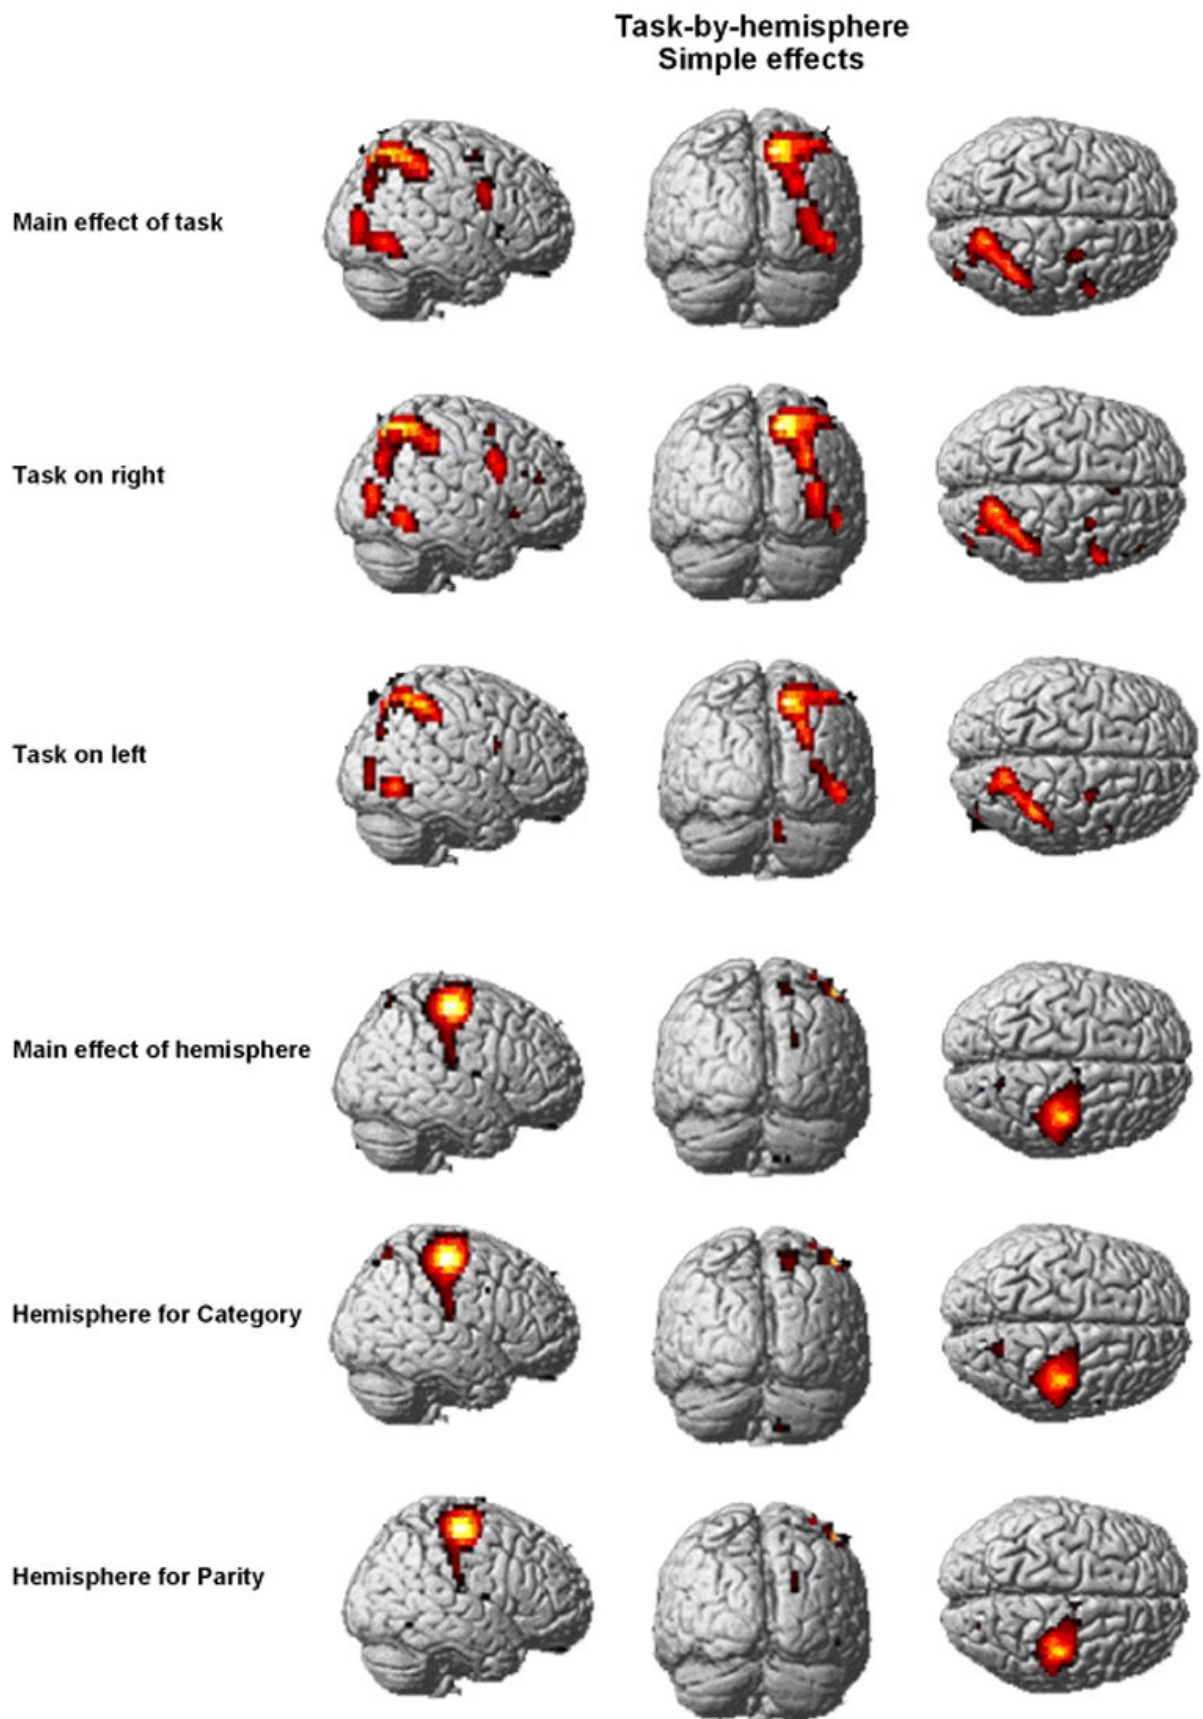 Task-by-hemisphere
Simple effects
Main effect of task
Task on right
Task on left
Main effect of hemisphere
Hemisphere for Category
Hemisphere for Parity